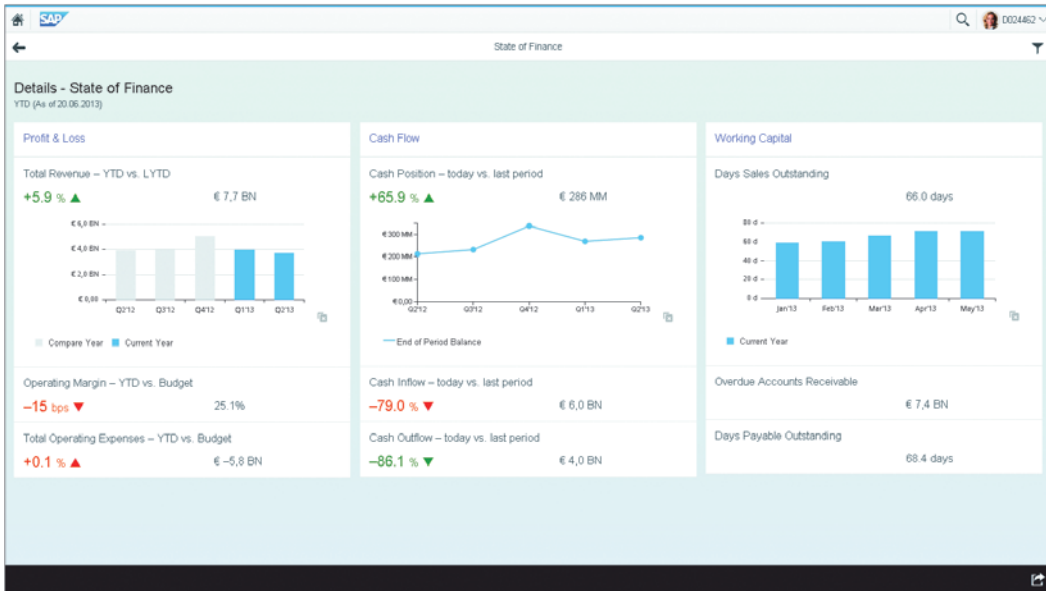 SAP
D024462
State of Finance
Details - State of Finance
YTD (As of 20.06.2013)
Profit & Loss
Total Revenue – YTD vs. LYTD
+5.9 % ▲ € 7,7 BN
€ 6,0 BN
€ 4,0 BN
€ 2,0 BN
€ 0,00
Q2'12 Q3'12 Q4'12 Q1'13 Q2'13
Compare Year Current Year
Operating Margin – YTD vs. Budget
–15 bps ▼ 25.1%
Total Operating Expenses – YTD vs. Budget
+0.1 % ▲ € –5,8 BN
Cash Flow
Cash Position – today vs. last period
+65.9 % ▲ € 286 MM
€ 300 MM
€ 200 MM
€ 100 MM
€ 0,00
Q2'12 Q3'12 Q4'12 Q1'13 Q2'13
End of Period Balance
Cash Inflow – today vs. last period
–79.0 % ▼ € 6,0 BN
Cash Outflow – today vs. last period
–86.1 % ▼ € 4,0 BN
Working Capital
Days Sales Outstanding
66.0 days
80 d
60 d
40 d
20 d
0 d
Jan'13 Feb'13 Mar'13 Apr'13 May'13
Current Year
Overdue Accounts Receivable
€ 7,4 BN
Days Payable Outstanding
68.4 days